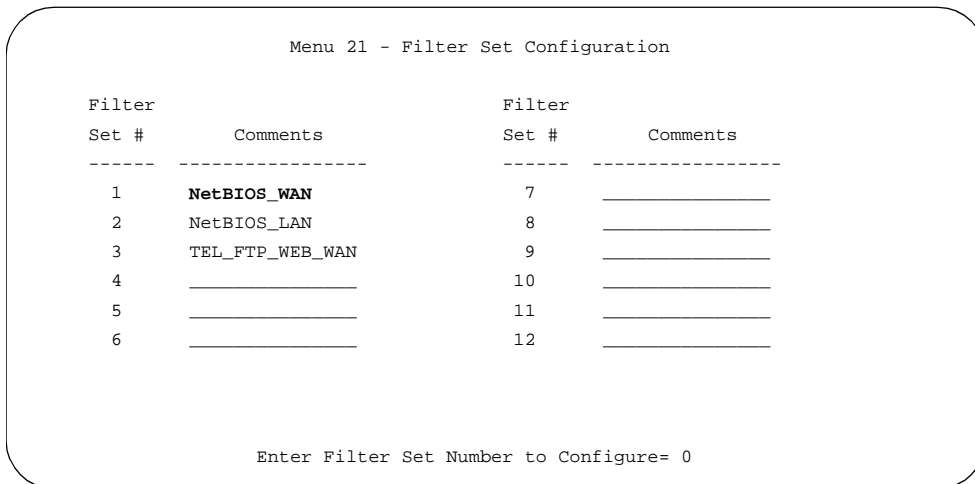 Menu 21 - Filter Set Configuration
Filter Filter
Set # Comments Set # Comments
------ ----------------- ------ -----------------
1 NetBIOS_WAN 7 _______________
2 NetBIOS_LAN 8 _______________
3 TEL_FTP_WEB_WAN 9 _______________
4 _______________ 10 _______________
5 _______________ 11 _______________
6 _______________ 12 _______________
Enter Filter Set Number to Configure= 0